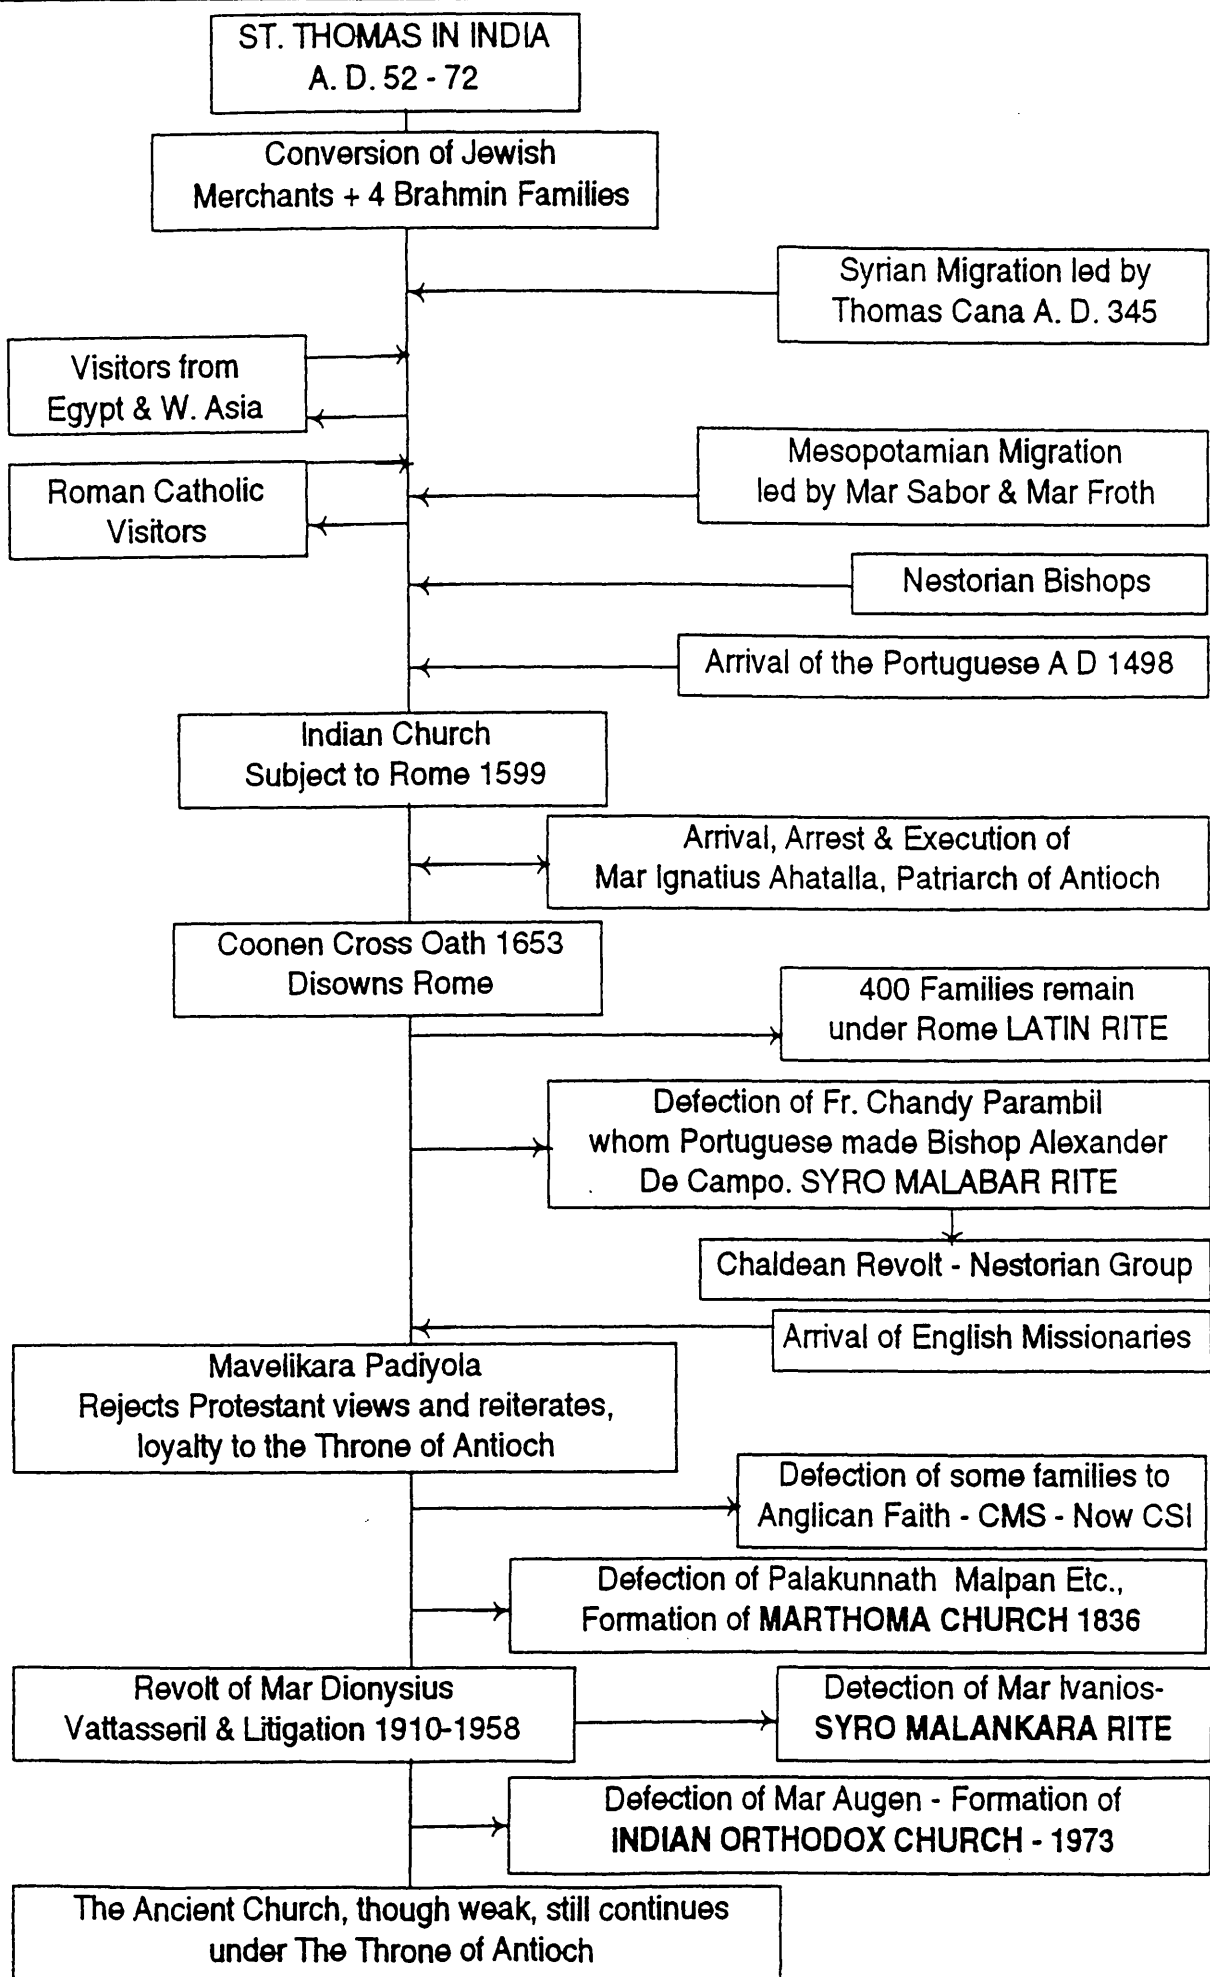 ST. THOMAS IN INDIA
A. D. 52 - 72
Conversion of Jewish
Merchants + 4 Brahmin Families
Syrian Migration led by
Thomas Cana A. D. 345
Visitors from
Egypt & W. Asia
Mesopotamian Migration
led by Mar Sabor & Mar Froth
Roman Catholic
Visitors
Nestorian Bishops
Arrival of the Portuguese A D 1498
Indian Church
Subject to Rome 1599
Arrival, Arrest & Execution of
Mar Ignatius Ahatalla, Patriarch of Antioch
Coonen Cross Oath 1653
Disowns Rome
400 Families remain
under Rome LATIN RITE
Defection of Fr. Chandy Parambil
whom Portuguese made Bishop Alexander
De Campo. SYRO MALABAR RITE
Chaldean Revolt - Nestorian Group
Arrival of English Missionaries
Mavelikara Padiyola
Rejects Protestant views and reiterates,
loyalty to the Throne of Antioch
Defection of some families to
Anglican Faith - CMS - Now CSI
Defection of Palakunnath Malpan Etc.,
Formation of MARTHOMA CHURCH 1836
Revolt of Mar Dionysius
Vattasseril & Litigation 1910-1958
Detection of Mar Ivanios-
SYRO MALANKARA RITE
Defection of Mar Augen - Formation of
INDIAN ORTHODOX CHURCH - 1973
The Ancient Church, though weak, still continues
under The Throne of Antioch